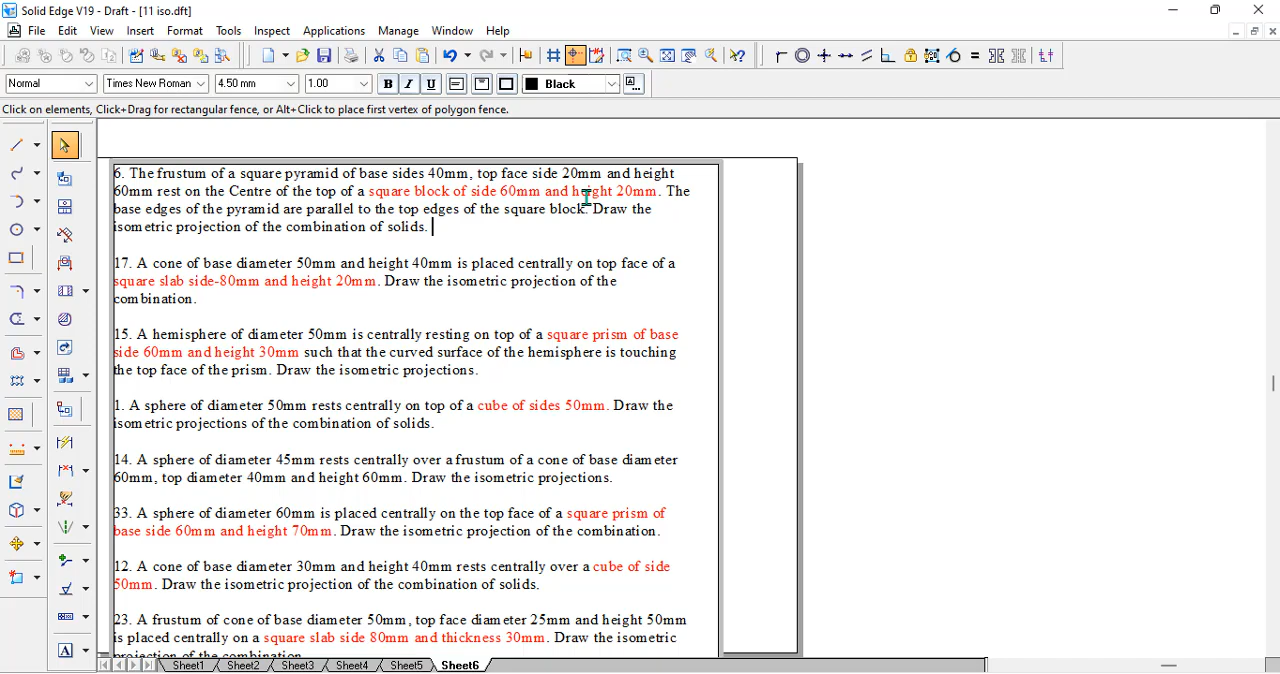 Solid Edge V19 - Draft - [11 iso.dft]
File Edit View Insert Format Tools Inspect Applications Manage Window Help
Normal Times New Roman 4.50 mm 1.00 B I U Black
Click on elements, Click+Drag for rectangular fence, or Alt+Click to place first vertex of polygon fence.
6. The frustum of a square pyramid of base sides 40mm, top face side 20mm and height
60mm rest on the Centre of the top of a square block of side 60mm and height 20mm. The
base edges of the pyramid are parallel to the top edges of the square block. Draw the
isometric projection of the combination of solids.
17. A cone of base diameter 50mm and height 40mm is placed centrally on top face of a
square slab side-80mm and height 20mm. Draw the isometric projection of the
combination.
15. A hemisphere of diameter 50mm is centrally resting on top of a square prism of base
side 60mm and height 30mm such that the curved surface of the hemisphere is touching
the top face of the prism. Draw the isometric projections.
1. A sphere of diameter 50mm rests centrally on top of a cube of sides 50mm. Draw the
isometric projections of the combination of solids.
14. A sphere of diameter 45mm rests centrally over a frustum of a cone of base diameter
60mm, top diameter 40mm and height 60mm. Draw the isometric projections.
33. A sphere of diameter 60mm is placed centrally on the top face of a square prism of
base side 60mm and height 70mm. Draw the isometric projection of the combination.
12. A cone of base diameter 30mm and height 40mm rests centrally over a cube of side
50mm. Draw the isometric projection of the combination of solids.
23. A frustum of cone of base diameter 50mm, top face diameter 25mm and height 50mm
is placed centrally on a square slab side 80mm and thickness 30mm. Draw the isometric
projection of the combination.
Sheet1 Sheet2 Sheet3 Sheet4 Sheet5 Sheet6